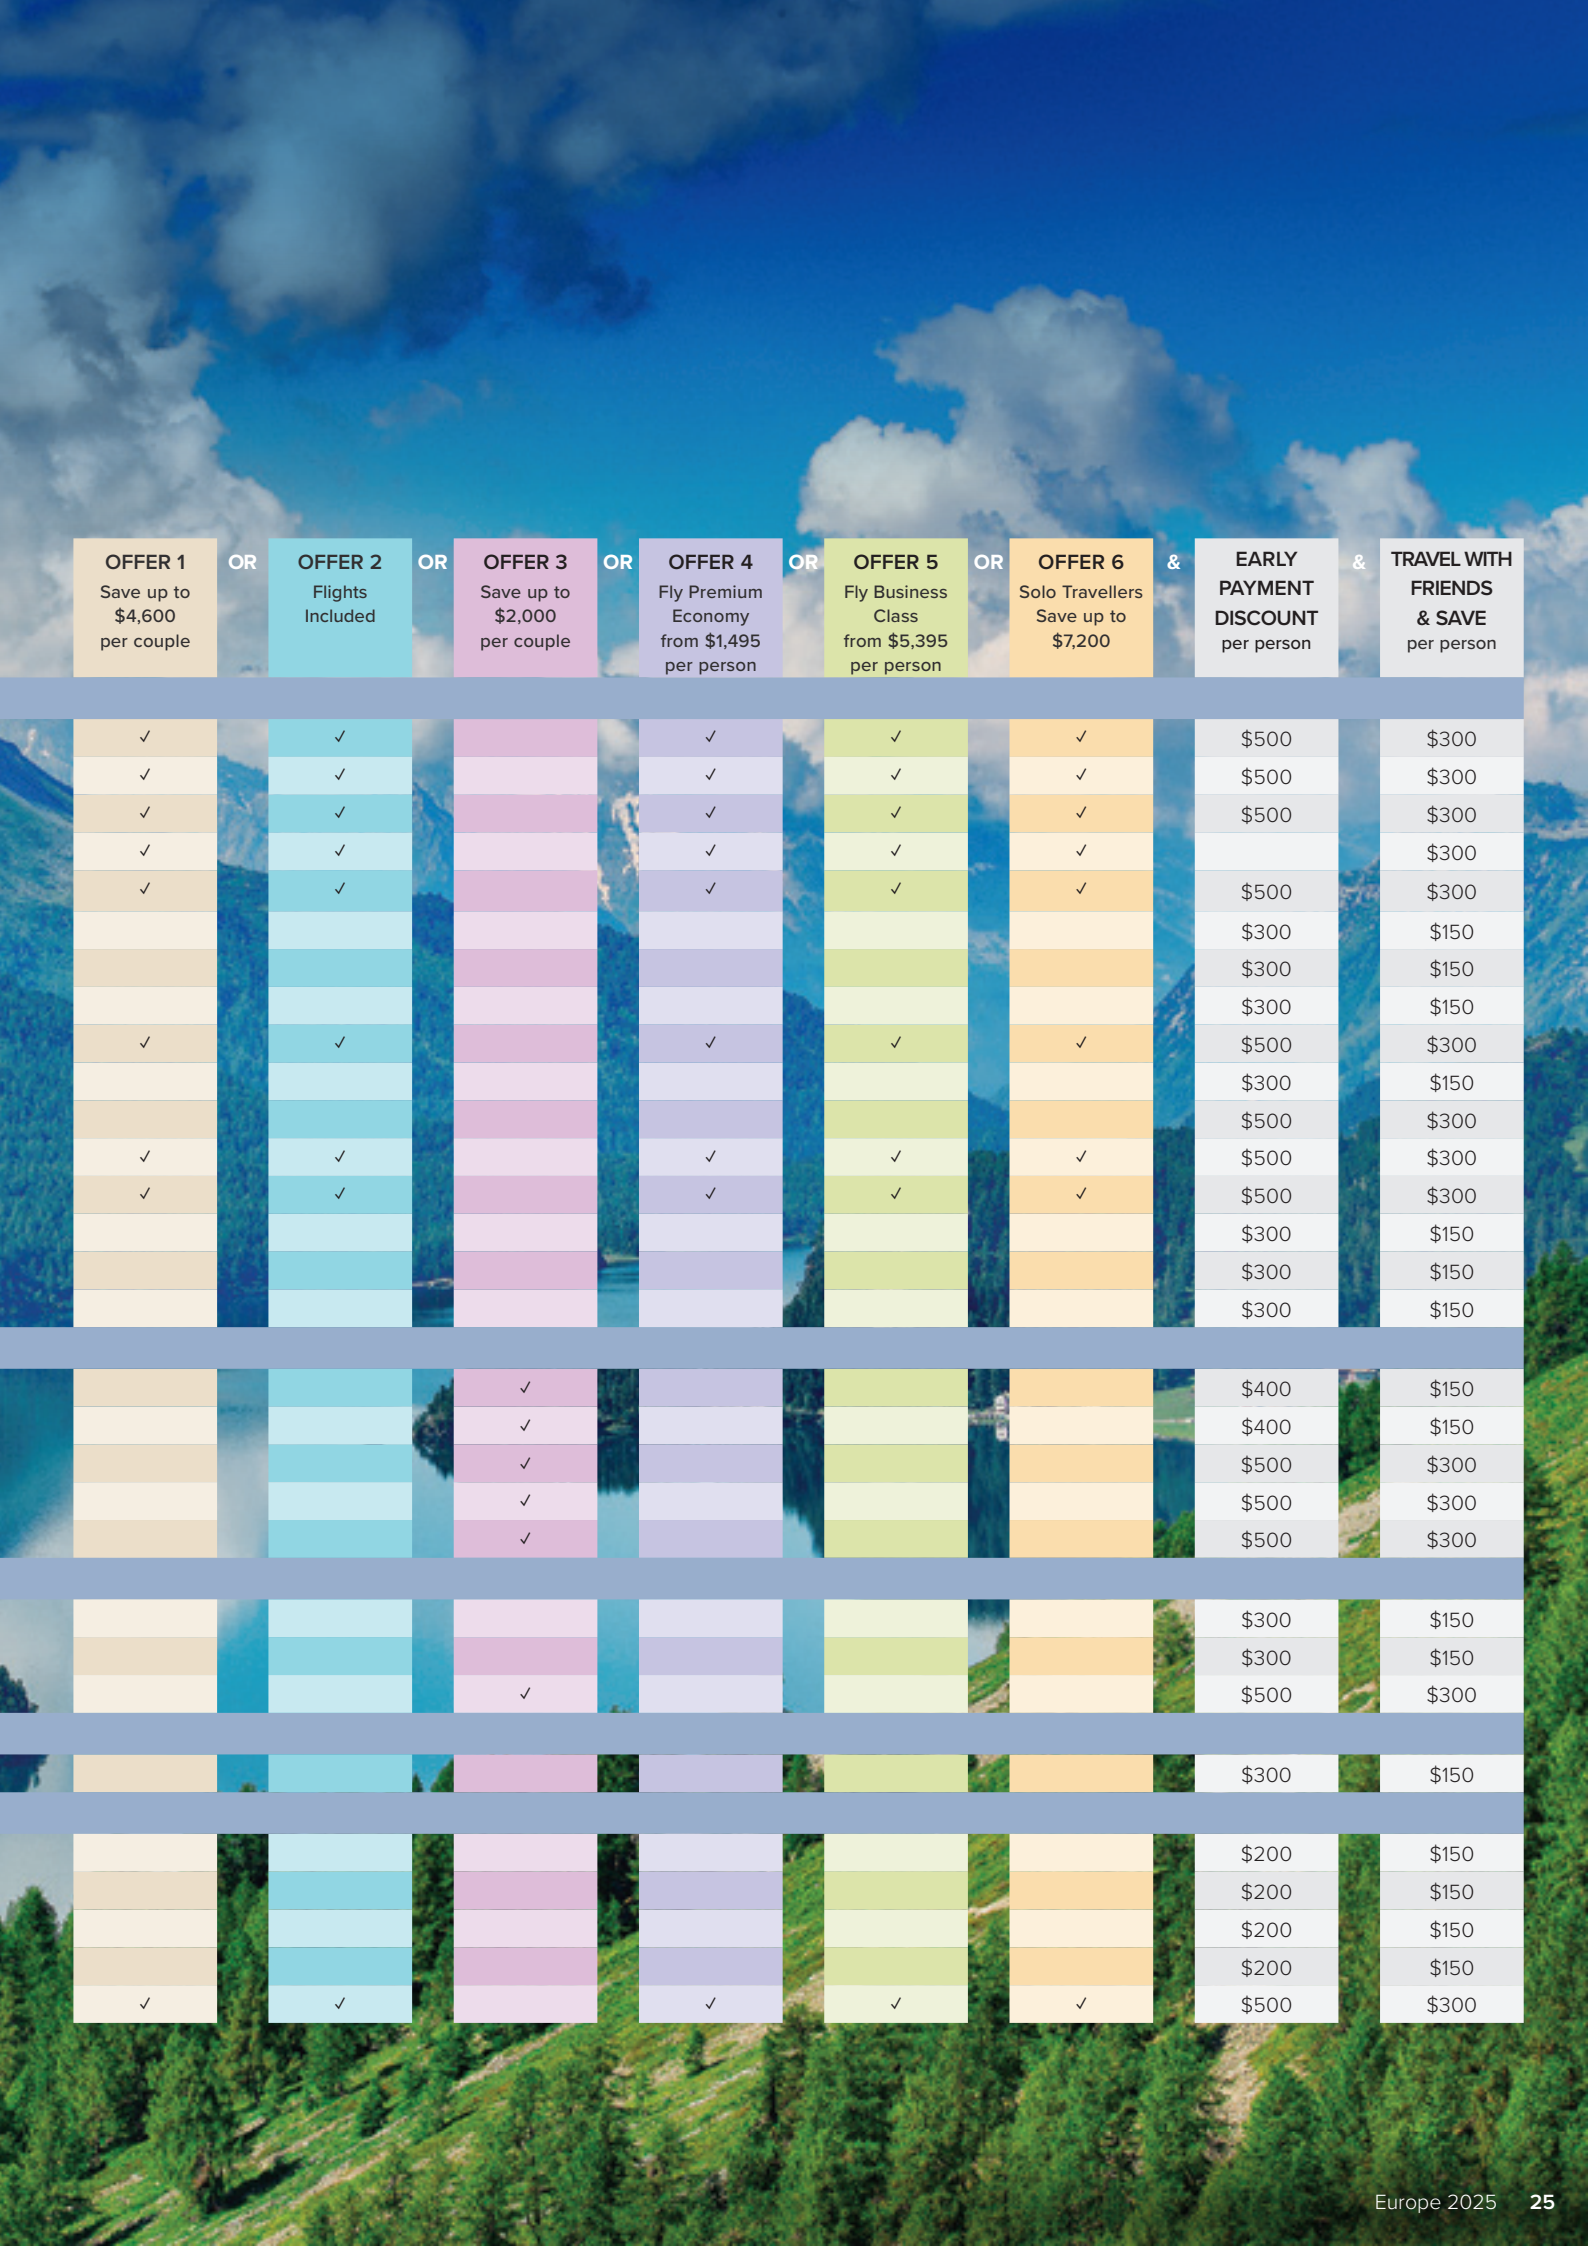 OFFER 1 OR OFFER 2 OR OFFER 3 OR OFFER 4 OR OFFER 5 OR OFFER 6 & EARLY & TRAVEL WITH
Save up to Flights Save up to Fly Premium Fly Business Solo Travellers PAYMENT FRIENDS
$4,600 Included $2,000 Economy Class Save up to DISCOUNT & SAVE
per couple per couple from $1,495 from $5,395 $7,200 per person per person
per person per person
✓ ✓ ✓ ✓ ✓ $500 $300
✓ ✓ ✓ ✓ ✓ $500 $300
✓ ✓ ✓ ✓ ✓ $500 $300
✓ ✓ ✓ ✓ ✓ $300
✓ ✓ ✓ ✓ ✓ $500 $300
$300 $150
$300 $150
$300 $150
✓ ✓ ✓ ✓ ✓ $500 $300
$300 $150
$500 $300
✓ ✓ ✓ ✓ ✓ $500 $300
✓ ✓ ✓ ✓ ✓ $500 $300
$300 $150
$300 $150
$300 $150
✓ $400 $150
✓ $400 $150
✓ $500 $300
✓ $500 $300
✓ $500 $300
$300 $150
$300 $150
✓ $500 $300
$300 $150
$200 $150
$200 $150
$200 $150
$200 $150
✓ ✓ ✓ ✓ ✓ $500 $300
Europe 2025 25